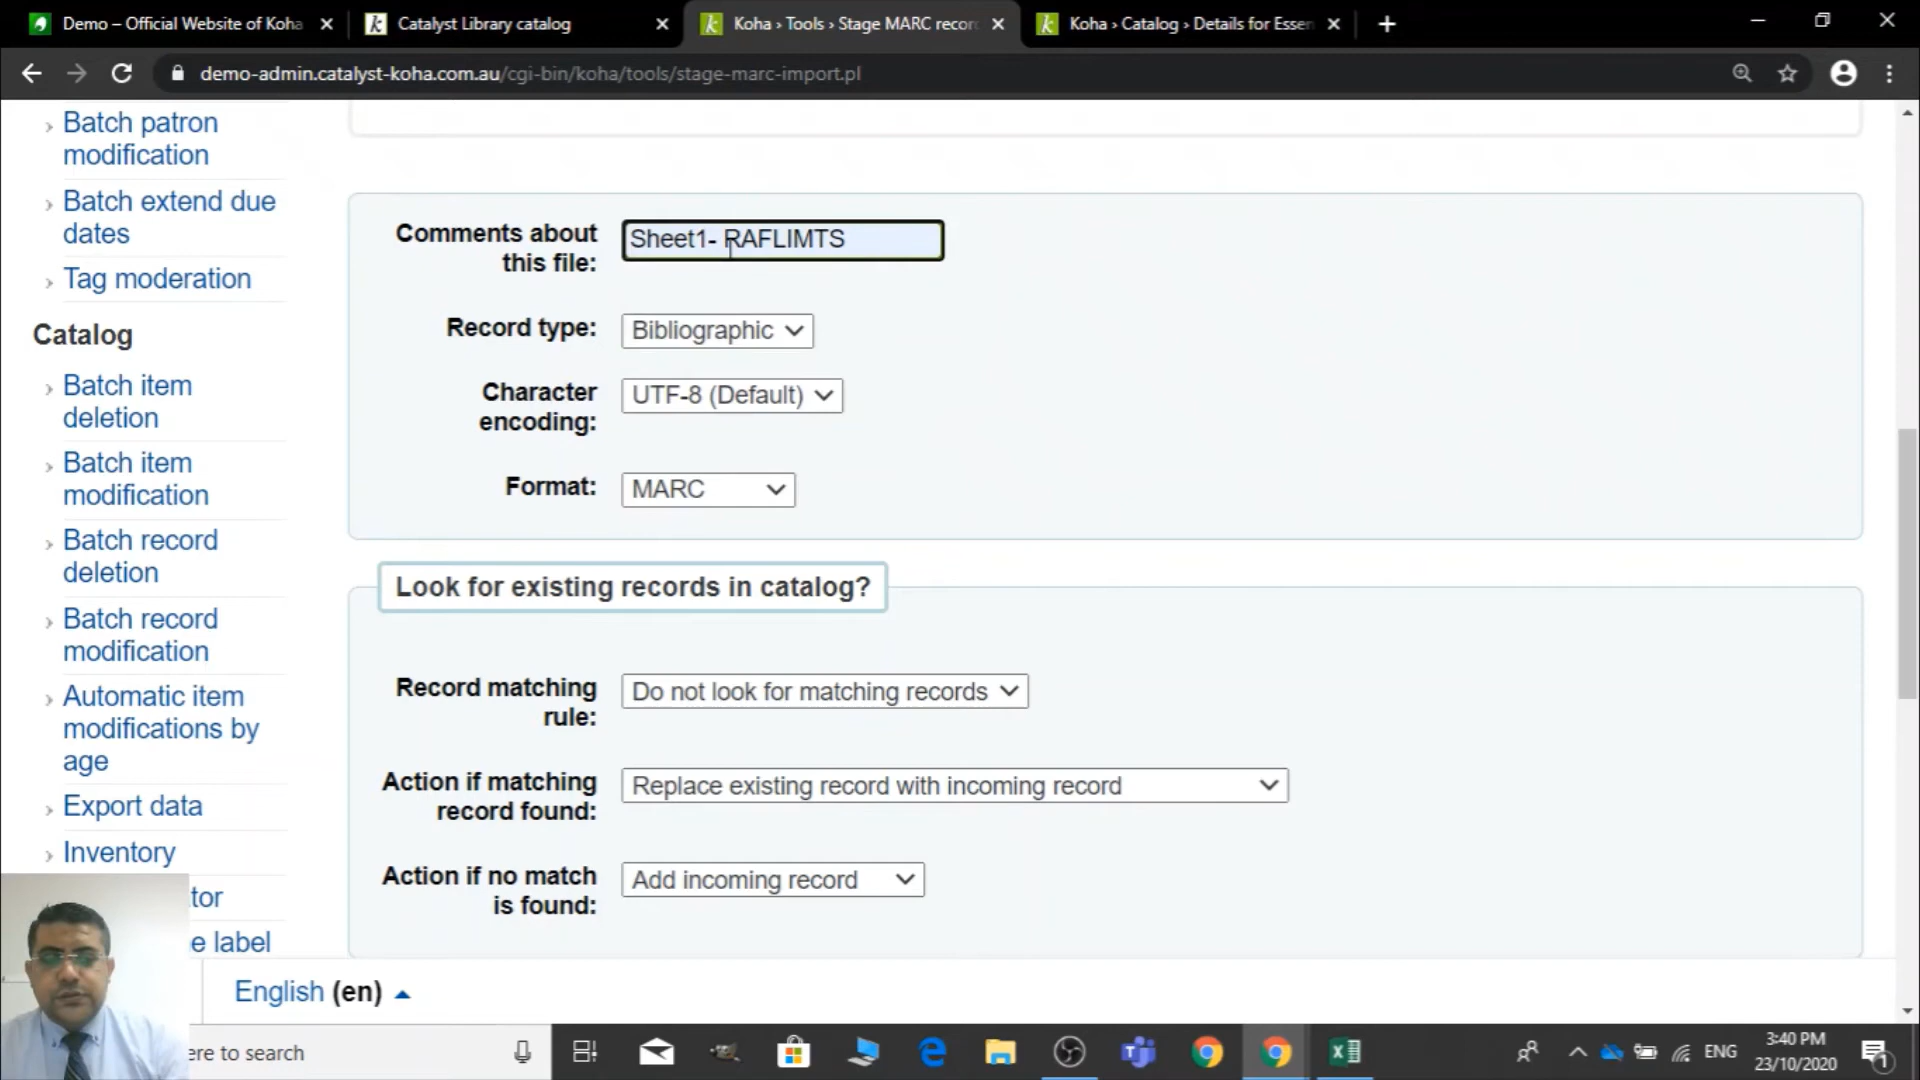 Demo – Official Website of Koha
Catalyst Library catalog
Koha › Tools › Stage MARC recor
Koha › Catalog › Details for Essen
demo-admin.catalyst-koha.com.au/cgi-bin/koha/tools/stage-marc-import.pl
Batch patron
modification
Batch extend due
dates
Tag moderation
Catalog
Batch item
deletion
Batch item
modification
Batch record
deletion
Batch record
modification
Automatic item
modifications by
age
Export data
Inventory
tor
e label
Comments about
this file:
Sheet1- RAFLIMTS
Record type:
Bibliographic
Character
encoding:
UTF-8 (Default)
Format:
MARC
Look for existing records in catalog?
Record matching
rule:
Do not look for matching records
Action if matching
record found:
Replace existing record with incoming record
Action if no match
is found:
Add incoming record
English (en)
ere to search
ENG
3:40 PM
23/10/2020
1